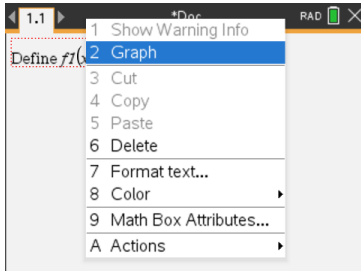 1.1 *Doc RAD
Define f1(x
1 Show Warning Info
2 Graph
3 Cut
4 Copy
5 Paste
6 Delete
7 Format text...
8 Color
9 Math Box Attributes...
A Actions